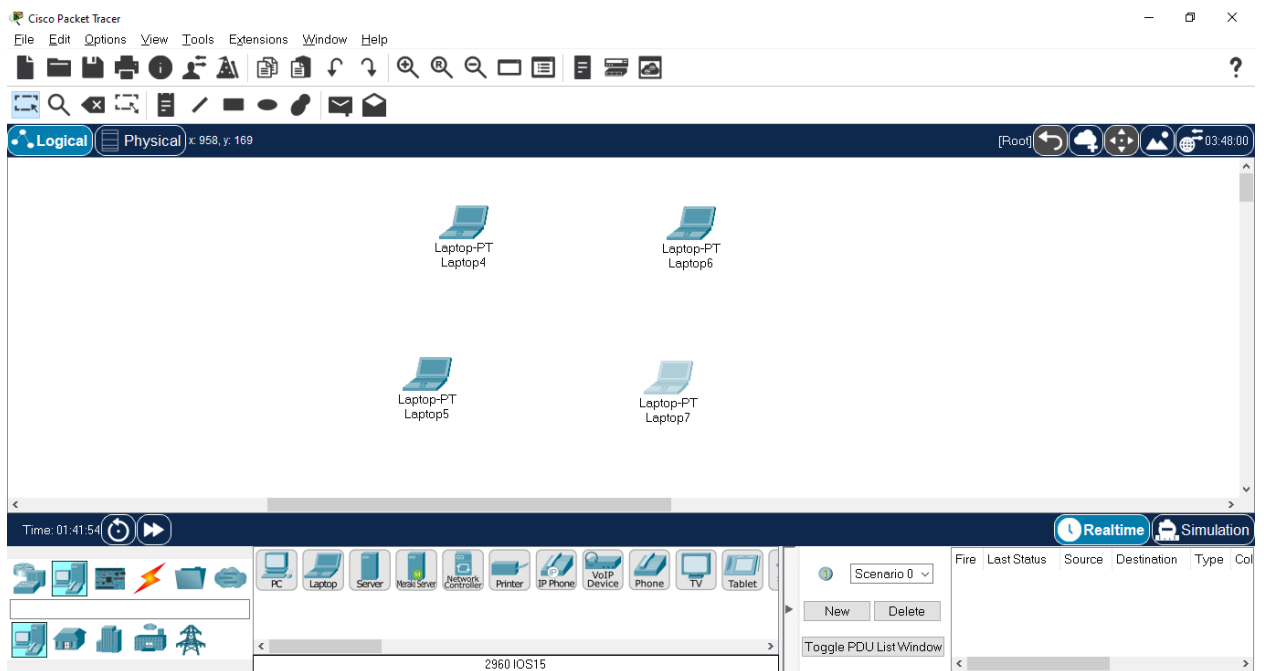 Cisco Packet Tracer
File Edit Options View Tools Extensions Window Help
?
Logical Physical x: 958, y: 169 [Root] 03:48:00
Laptop-PT
Laptop4
Laptop-PT
Laptop6
Laptop-PT
Laptop5
Laptop-PT
Laptop7
Time: 01:41:54 Realtime Simulation
PC Laptop Server Meraki Server Network Controller Printer IP Phone VoIP Device Phone TV Tablet
2960 IOS15
Scenario 0
New Delete
Toggle PDU List Window
Fire Last Status Source Destination Type Col